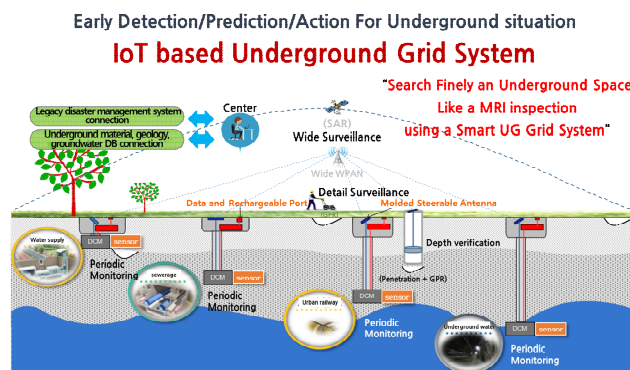 Early Detection/Prediction/Action For Underground situation
IoT based Underground Grid System
"Search Finely an Underground Space
Like a MRI inspection
using a Smart UG Grid System"
Legacy disaster management system
connection
Underground material, geology,
groundwater DB connection
Center
(SAR)
Wide Surveillance
Wide WPAN
Detail Surveillance
Data and Rechargeable Port
Molded Steerable Antenna
(GPR)
Water supply
DCM
sensor
Periodic
Monitoring
sewerage
DCM
sensor
Periodic
Monitoring
Depth verification
(Penetration + GPR)
Urban railway
DCM
sensor
Periodic
Monitoring
Underground water
DCM
sensor
Periodic
Monitoring